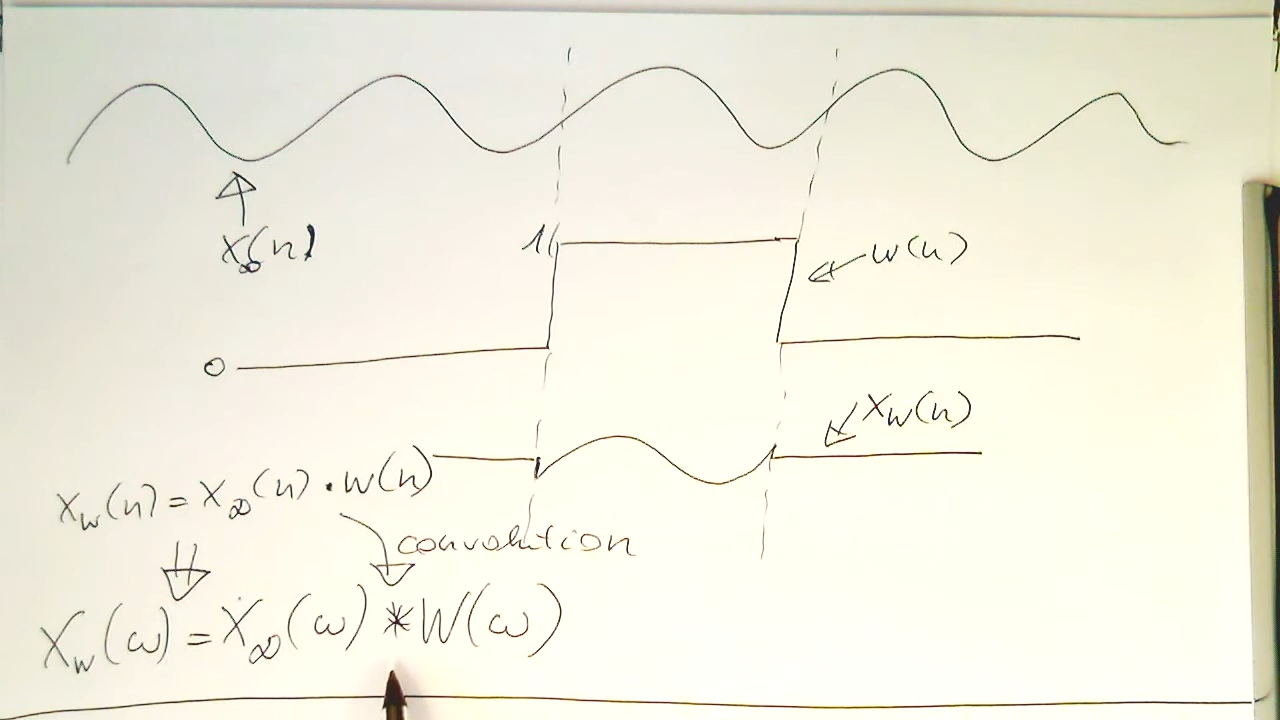 x∞(n)
1
w(n)
0
xw(n)
xw(n) = x∞(n) · w(n)
convolution
Xw(ω) = X∞(ω) * W(ω)